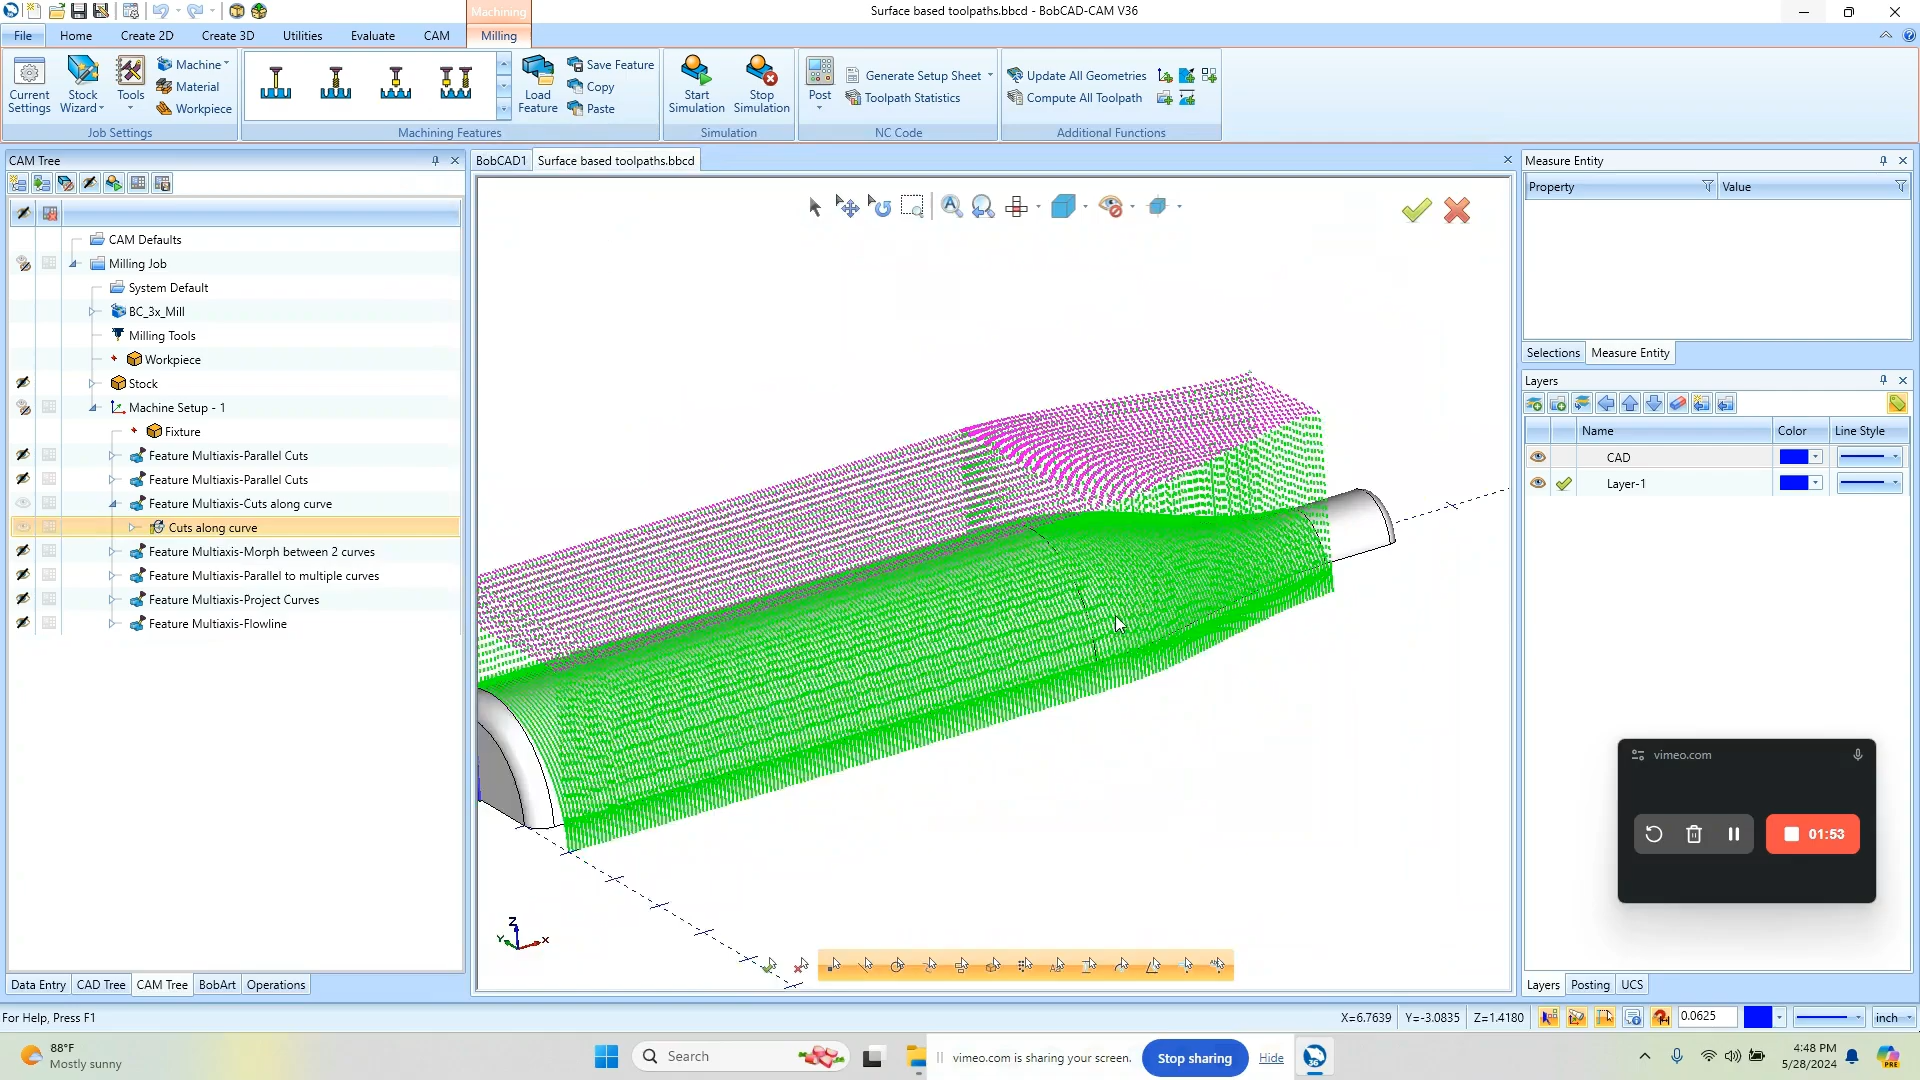 Machining
Surface based toolpaths.bbcd - BobCAD-CAM V36
File
Home
Create 2D
Create 3D
Utilities
Evaluate
CAM
Milling
Current Settings
Stock Wizard
Tools
Machine
Material
Workpiece
Job Settings
Load Feature
Save Feature
Copy
Paste
Machining Features
Start Simulation
Stop Simulation
Simulation
Post
Generate Setup Sheet
Toolpath Statistics
NC Code
Update All Geometries
Compute All Toolpath
Additional Functions
CAM Tree
BobCAD1
Surface based toolpaths.bbcd
CAM Defaults
Milling Job
System Default
BC_3x_Mill
Milling Tools
Workpiece
Stock
Machine Setup - 1
Fixture
Feature Multiaxis-Parallel Cuts
Feature Multiaxis-Parallel Cuts
Feature Multiaxis-Cuts along curve
Cuts along curve
Feature Multiaxis-Morph between 2 curves
Feature Multiaxis-Parallel to multiple curves
Feature Multiaxis-Project Curves
Feature Multiaxis-Flowline
Data Entry
CAD Tree
CAM Tree
BobArt
Operations
Z
Y
X
Measure Entity
Property
Value
Selections
Measure Entity
Layers
Name
Color
Line Style
CAD
Layer-1
vimeo.com
01:53
Layers
Posting
UCS
For Help, Press F1
X=6.7639
Y=-3.0835
Z=1.4180
0.0625
inch
88°F
Mostly sunny
Search
vimeo.com is sharing your screen.
Stop sharing
Hide
4:48 PM
5/28/2024
PRE